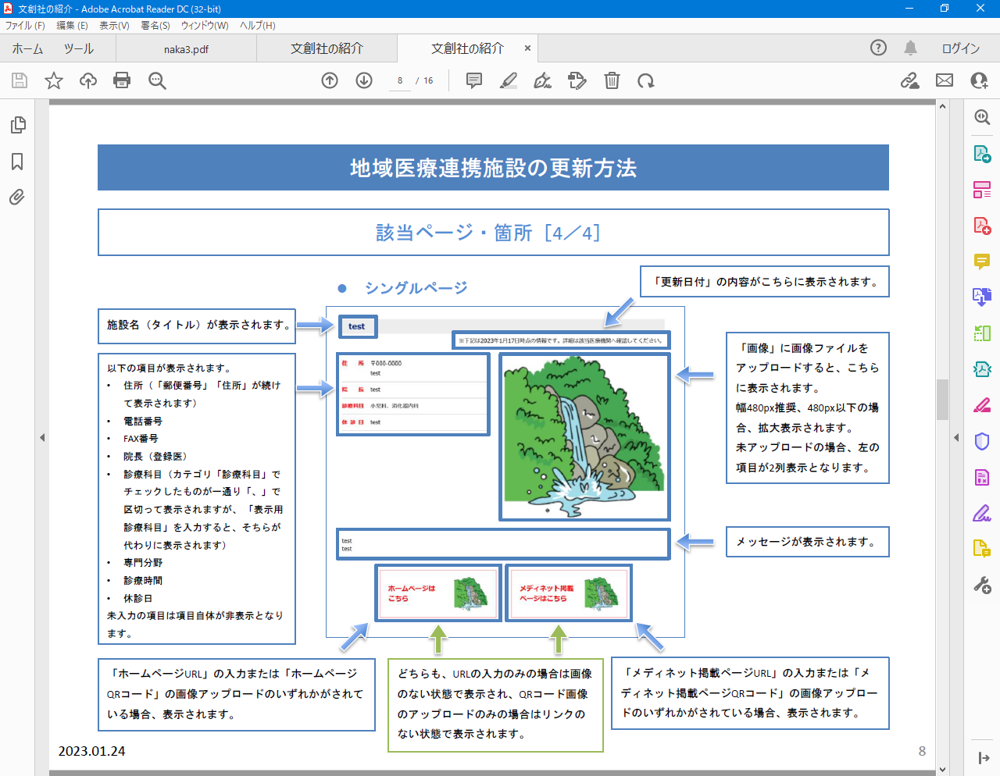 文創社の紹介 - Adobe Acrobat Reader DC (32-bit)
ファイル(F) 編集(E) 表示(V) 署名(S) ウィンドウ(W) ヘルプ(H)
ホーム ツール naka3.pdf 文創社の紹介 文創社の紹介 × ログイン
8 / 16
地域医療連携施設の更新方法
該当ページ・箇所［4／4］
● シングルページ
「更新日付」の内容がこちらに表示されます。
施設名（タイトル）が表示されます。
test
※下記は2023年1月17日時点の情報です。詳細は該当医療機関へ確認してください。
以下の項目が表示されます。
• 住所（「郵便番号」「住所」が続け
て表示されます）
• 電話番号
• FAX番号
• 院長（登録医）
• 診療科目（カテゴリ「診療科目」で
チェックしたものが一通り「、」で
区切って表示されますが、「表示用
診療科目」を入力すると、そちらが
代わりに表示されます）
• 専門分野
• 診療時間
• 休診日
未入力の項目は項目自体が非表示となり
ます。
住 所 〒000-0000
test
院 長 test
診療科目 小児科、消化器内科
休 診 日 test
「画像」に画像ファイルを
アップロードすると、こちら
に表示されます。
幅480px推奨、480px以下の場
合、拡大表示されます。
未アップロードの場合、左の
項目が2列表示となります。
test
test
メッセージが表示されます。
ホームページは
こちら
メディネット掲載
ページはこちら
「ホームページURL」の入力または「ホームページ
QRコード」の画像アップロードのいずれかがされて
いる場合、表示されます。
どちらも、URLの入力のみの場合は画像
のない状態で表示され、QRコード画像
のアップロードのみの場合はリンクの
ない状態で表示されます。
「メディネット掲載ページURL」の入力または「メ
ディネット掲載ページQRコード」の画像アップロー
ドのいずれかがされている場合、表示されます。
2023.01.24
8